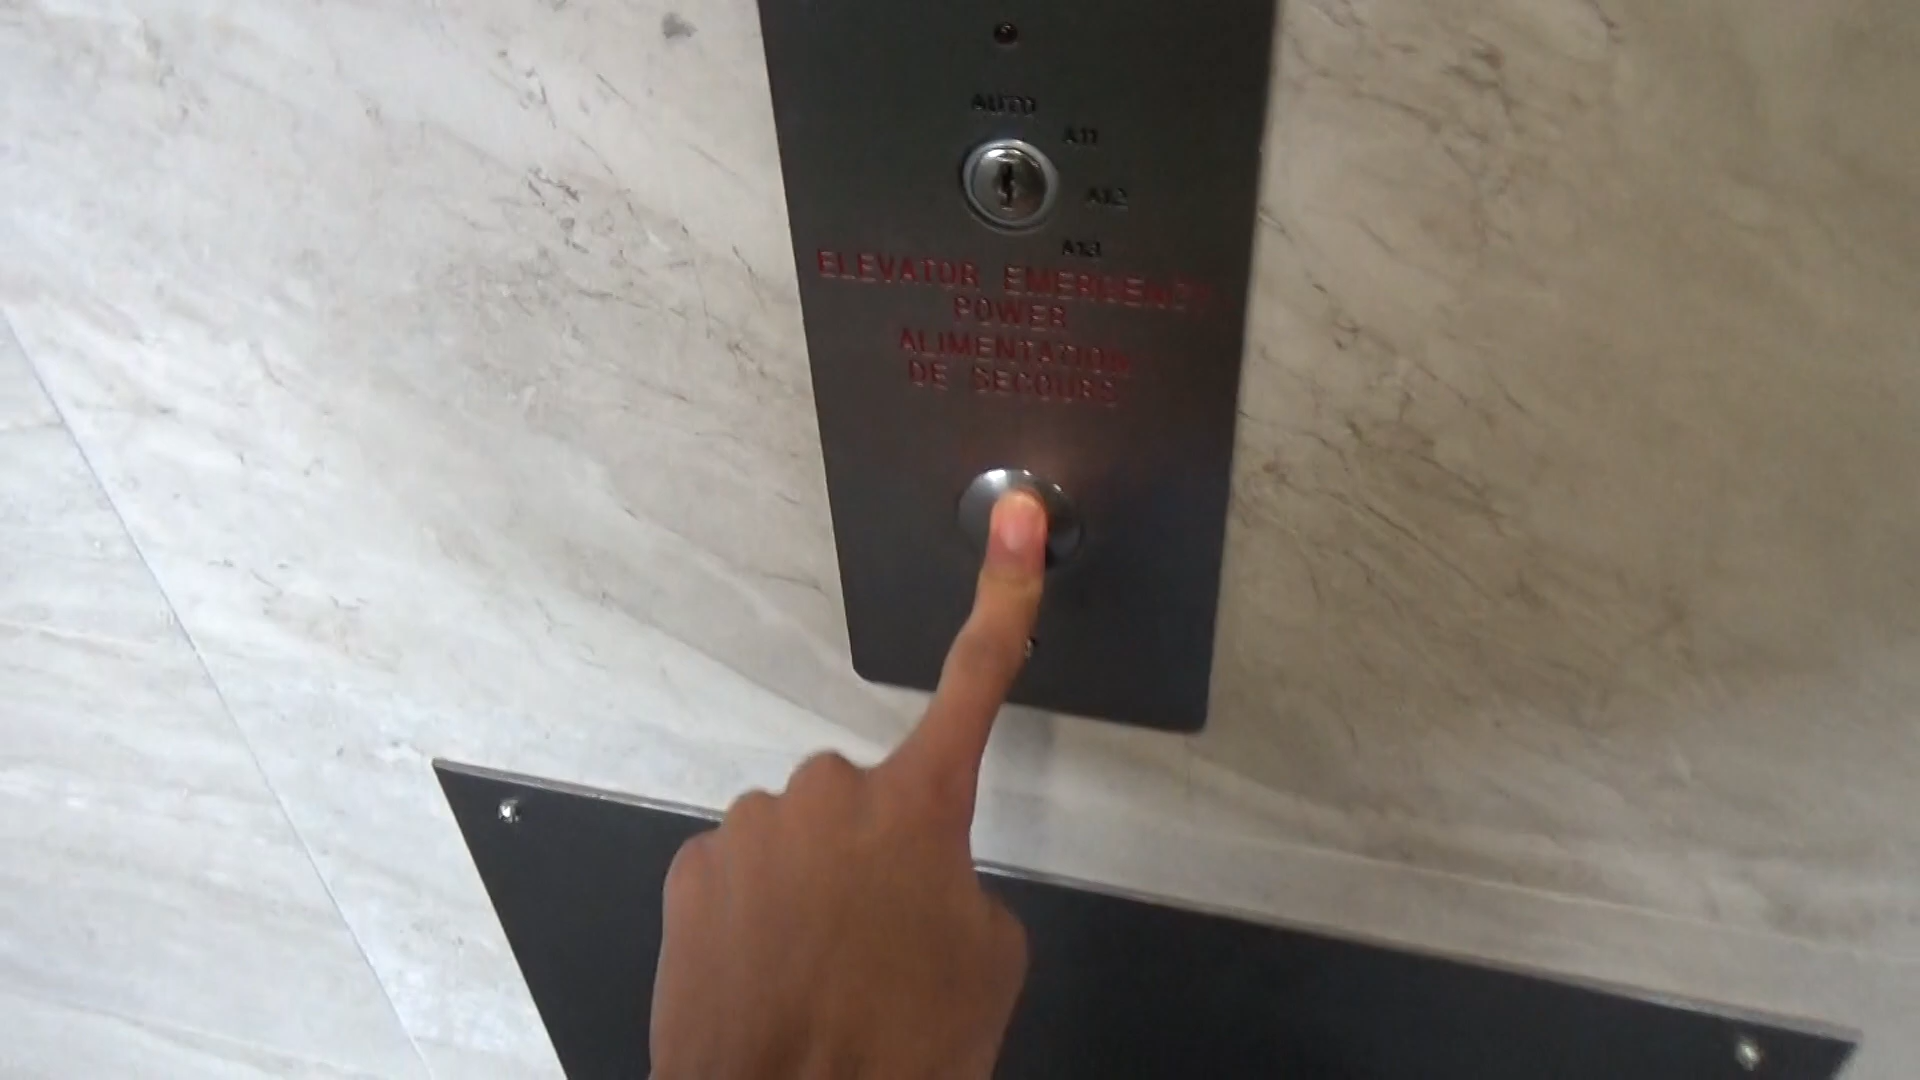 AUTO
A11
A12
A13
ELEVATOR EMERGENCY
POWER
ALIMENTATION
DE SECOURS